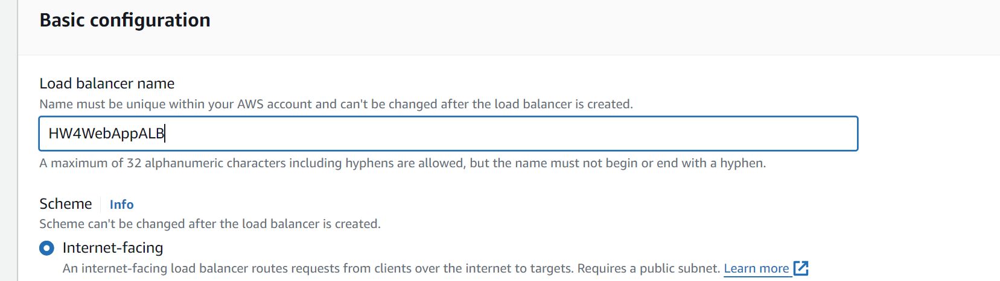 Basic configuration
Load balancer name
Name must be unique within your AWS account and can't be changed after the load balancer is created.
HW4WebAppALB
A maximum of 32 alphanumeric characters including hyphens are allowed, but the name must not begin or end with a hyphen.
Scheme Info
Scheme can't be changed after the load balancer is created.
Internet-facing
An internet-facing load balancer routes requests from clients over the internet to targets. Requires a public subnet. Learn more